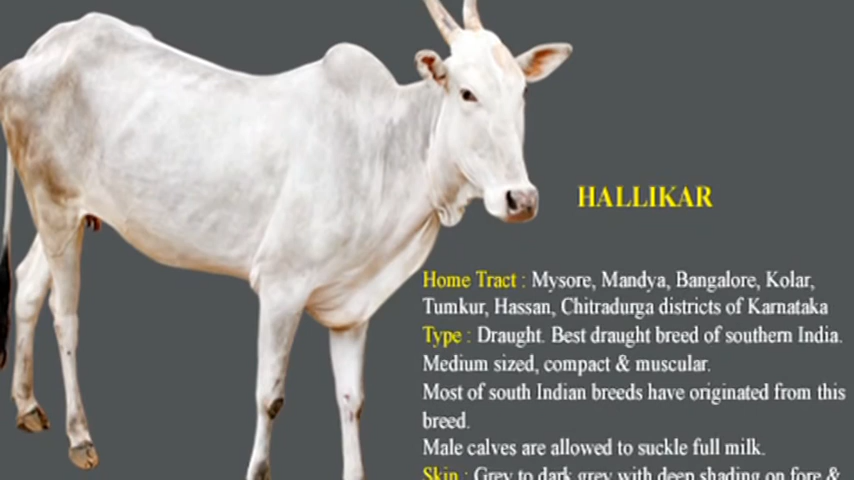 HALLIKAR
Home Tract : Mysore, Mandya, Bangalore, Kolar,
Tumkur, Hassan, Chitradurga districts of Karnataka
Type : Draught. Best draught breed of southern India.
Medium sized, compact & muscular.
Most of south Indian breeds have originated from this
breed.
Male calves are allowed to suckle full milk.
Skin : Grey to dark grey with deep shading on fore &